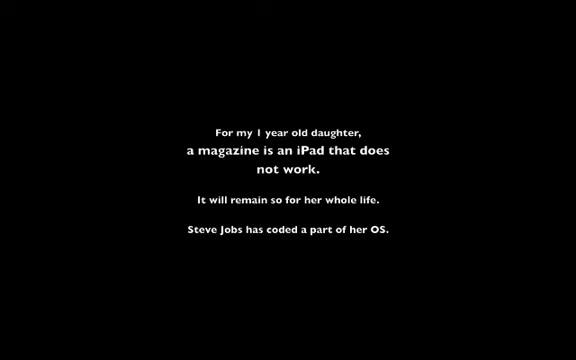 For my 1 year old daughter,
a magazine is an iPad that does
not work.
It will remain so for her whole life.
Steve Jobs has coded a part of her OS.